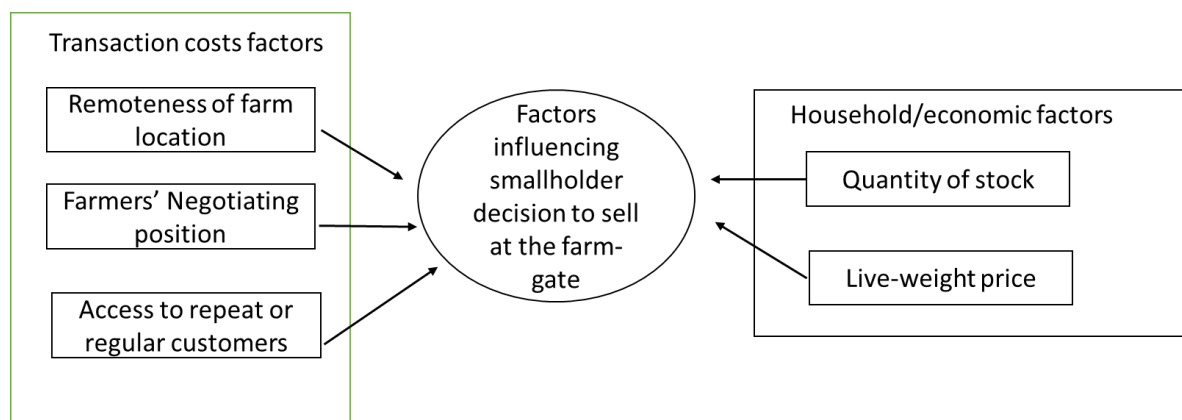 Transaction costs factors
Remoteness of farm
location
Farmers’ Negotiating
position
Access to repeat or
regular customers
Factors
influencing
smallholder
decision to sell
at the farm-
gate
Household/economic factors
Quantity of stock
Live-weight price